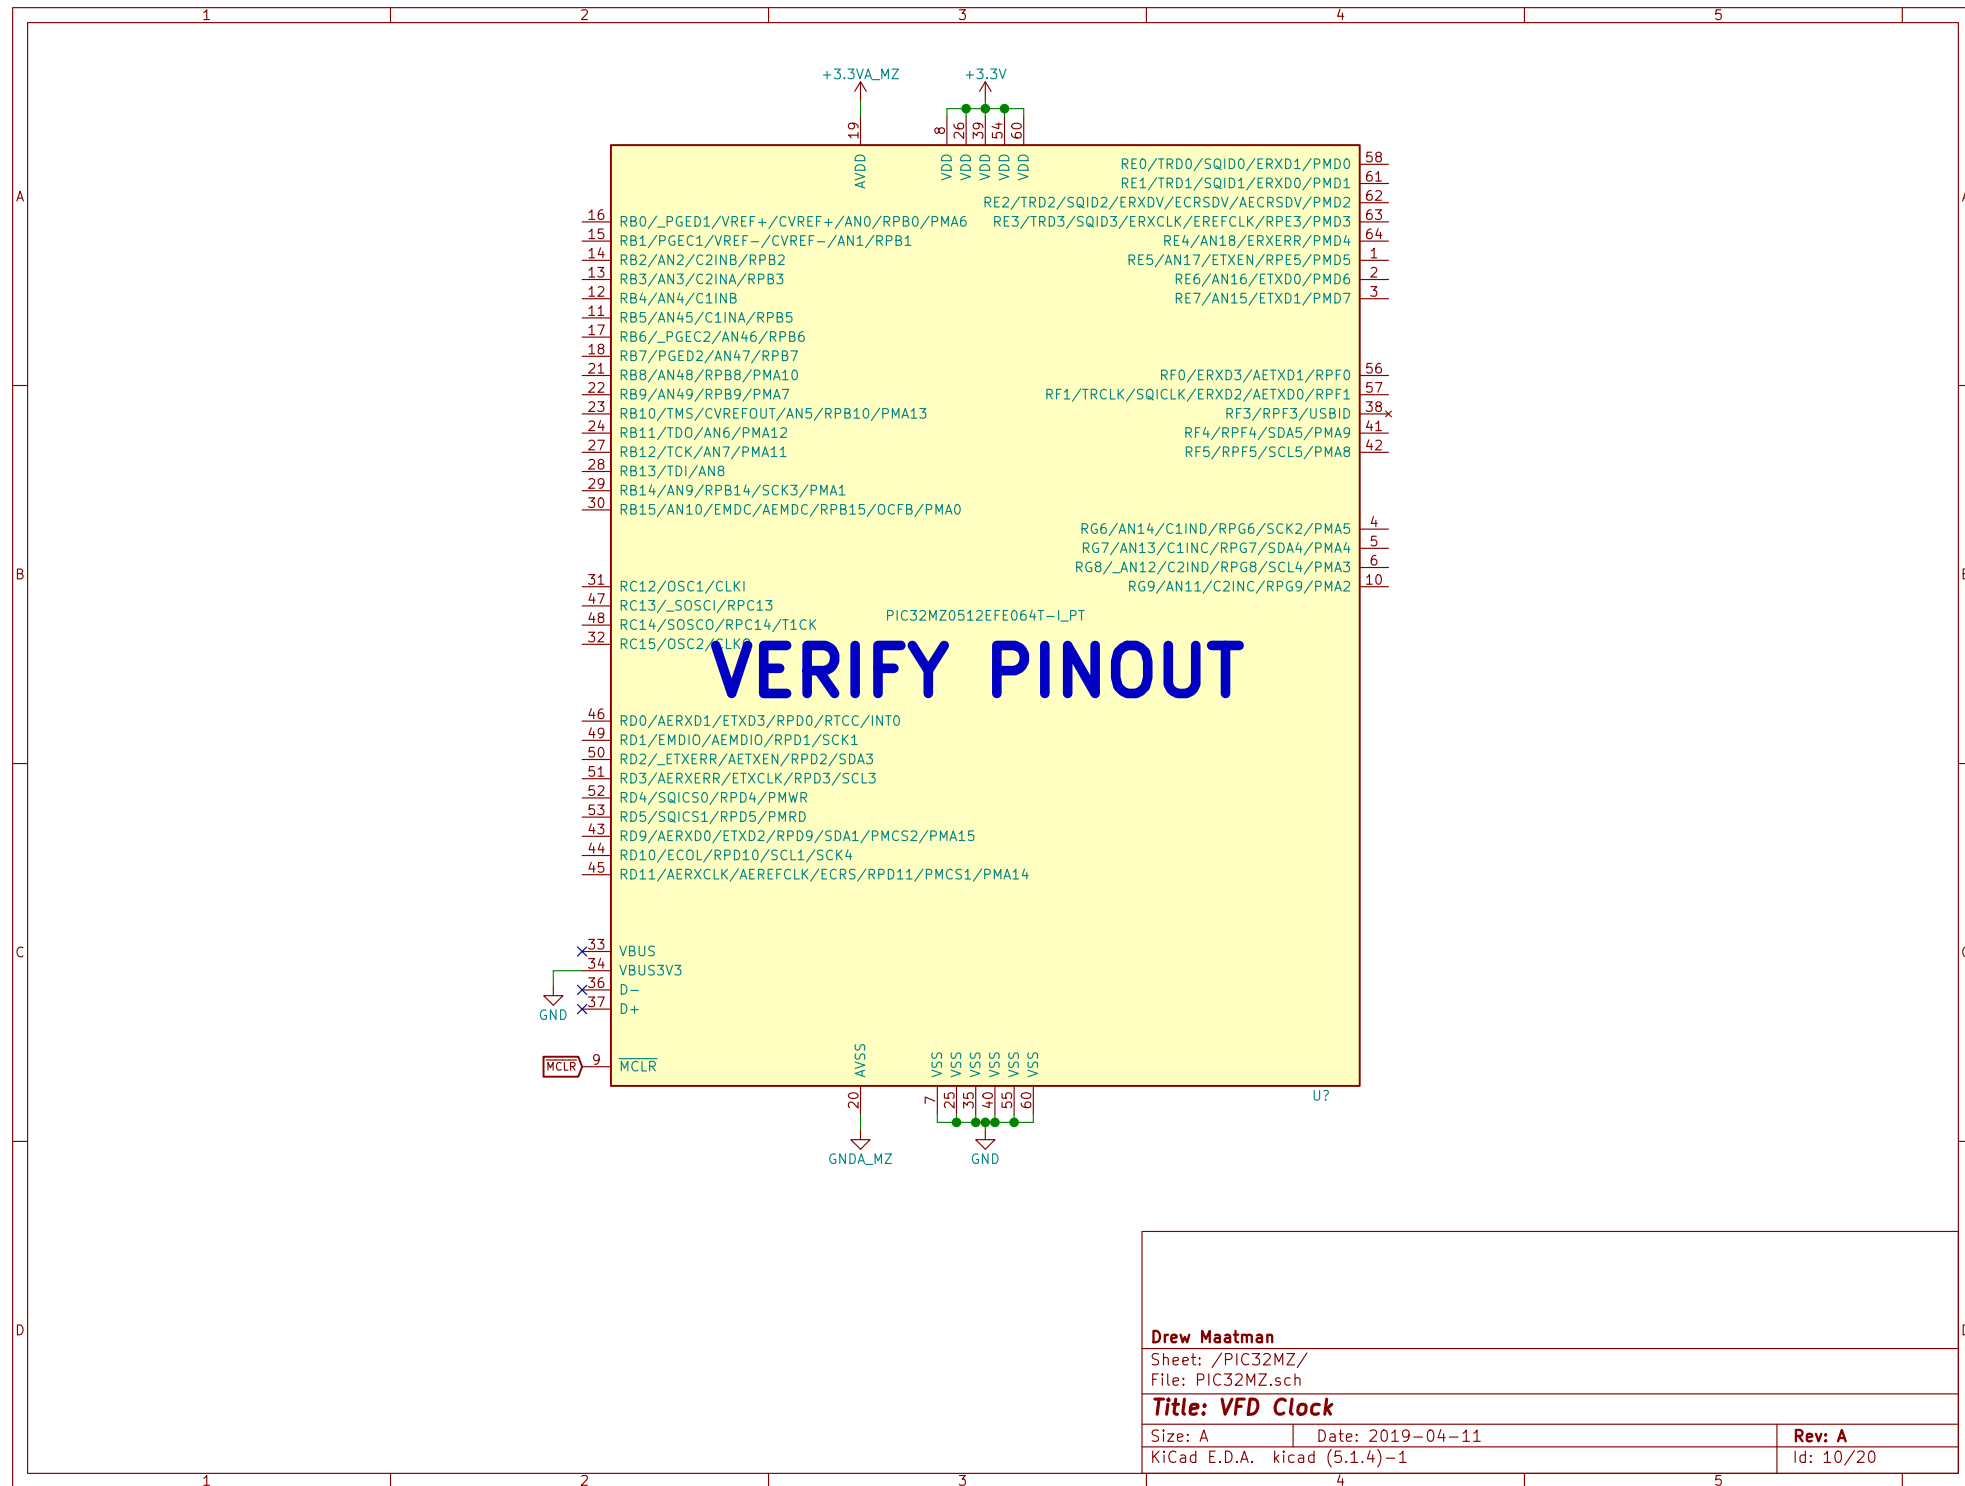 1 2 3 4 5
+3.3VA_MZ +3.3V
19 8 26 39 54 60
AVDD VDD VDD VDD VDD VDD
A
RE0/TRD0/SQID0/ERXD1/PMD0 58
RE1/TRD1/SQID1/ERXD0/PMD1 61
RE2/TRD2/SQID2/ERXDV/ECRSDV/AECRSDV/PMD2 62
16 RB0/_PGED1/VREF+/CVREF+/AN0/RPB0/PMA6 RE3/TRD3/SQID3/ERXCLK/EREFCLK/RPE3/PMD3 63
15 RB1/PGEC1/VREF-/CVREF-/AN1/RPB1 RE4/AN18/ERXERR/PMD4 64
14 RB2/AN2/C2INB/RPB2 RE5/AN17/ETXEN/RPE5/PMD5 1
13 RB3/AN3/C2INA/RPB3 RE6/AN16/ETXD0/PMD6 2
12 RB4/AN4/C1INB RE7/AN15/ETXD1/PMD7 3
11 RB5/AN45/C1INA/RPB5
17 RB6/_PGEC2/AN46/RPB6
18 RB7/PGED2/AN47/RPB7
21 RB8/AN48/RPB8/PMA10 RF0/ERXD3/AETXD1/RPF0 56
22 RB9/AN49/RPB9/PMA7 RF1/TRCLK/SQICLK/ERXD2/AETXD0/RPF1 57
23 RB10/TMS/CVREFOUT/AN5/RPB10/PMA13 RF3/RPF3/USBID 38
24 RB11/TDO/AN6/PMA12 RF4/RPF4/SDA5/PMA9 41
27 RB12/TCK/AN7/PMA11 RF5/RPF5/SCL5/PMA8 42
28 RB13/TDI/AN8
29 RB14/AN9/RPB14/SCK3/PMA1
30 RB15/AN10/EMDC/AEMDC/RPB15/OCFB/PMA0
RG6/AN14/C1IND/RPG6/SCK2/PMA5 4
RG7/AN13/C1INC/RPG7/SDA4/PMA4 5
B
RG8/_AN12/C2IND/RPG8/SCL4/PMA3 6
31 RC12/OSC1/CLKI RG9/AN11/C2INC/RPG9/PMA2 10
47 RC13/_SOSCI/RPC13
PIC32MZ0512EFE064T-I_PT
48 RC14/SOSCO/RPC14/T1CK
32 RC15/OSC2/CLKO
VERIFY PINOUT
46 RD0/AERXD1/ETXD3/RPD0/RTCC/INT0
49 RD1/EMDIO/AEMDIO/RPD1/SCK1
50 RD2/_ETXERR/AETXEN/RPD2/SDA3
51 RD3/AERXERR/ETXCLK/RPD3/SCL3
52 RD4/SQICS0/RPD4/PMWR
53 RD5/SQICS1/RPD5/PMRD
43 RD9/AERXD0/ETXD2/RPD9/SDA1/PMCS2/PMA15
44 RD10/ECOL/RPD10/SCL1/SCK4
45 RD11/AERXCLK/AEREFCLK/ECRS/RPD11/PMCS1/PMA14
C
33 VBUS
34 VBUS3V3
36 D-
37 D+
GND
MCLR 9 MCLR
AVSS VSS VSS VSS VSS VSS VSS
20 7 25 35 40 55 60
U?
GNDA_MZ GND
D
Drew Maatman
Sheet: /PIC32MZ/
File: PIC32MZ.sch
Title: VFD Clock
Size: A Date: 2019-04-11 Rev: A
KiCad E.D.A. kicad (5.1.4)-1 Id: 10/20
1 2 3 4 5